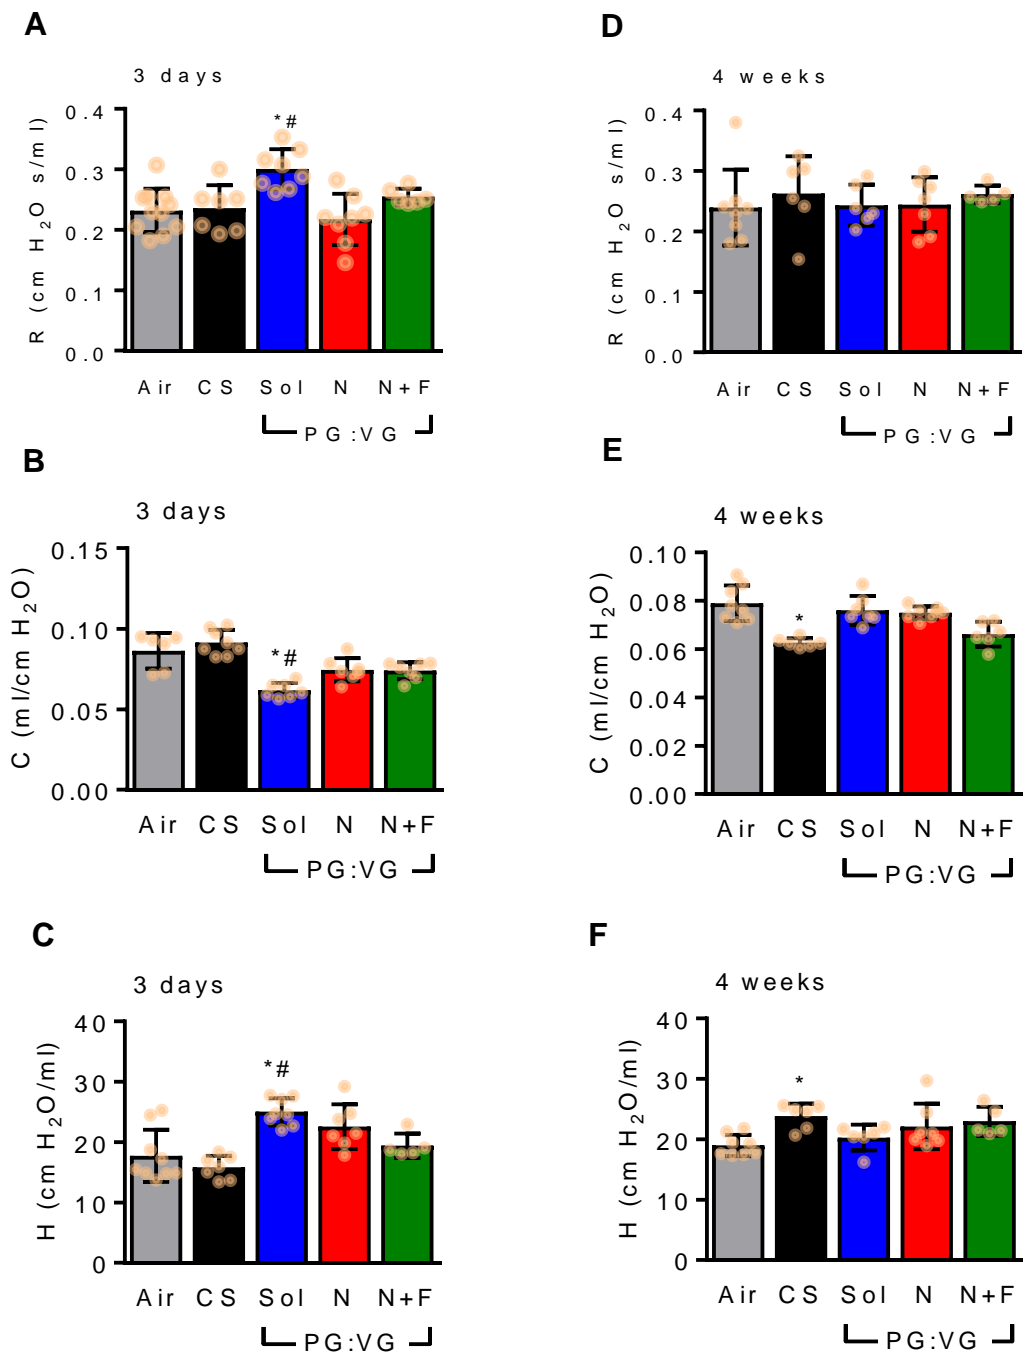 A
3 days
R (cm H₂O s/ml)
0.4
0.3
0.2
0.1
0.0
*#
Air CS Sol N N+F
PG:VG
D
4 weeks
R (cm H₂O s/ml)
0.4
0.3
0.2
0.1
0.0
Air CS Sol N N+F
PG:VG
B
3 days
C (ml/cm H₂O)
0.15
0.10
0.05
0.00
*#
Air CS Sol N N+F
PG:VG
E
4 weeks
C (ml/cm H₂O)
0.10
0.08
0.06
0.04
0.02
0.00
*
Air CS Sol N N+F
PG:VG
C
3 days
H (cm H₂O/ml)
40
30
20
10
0
*#
Air CS Sol N N+F
PG:VG
F
4 weeks
H (cm H₂O/ml)
40
30
20
10
0
*
Air CS Sol N N+F
PG:VG